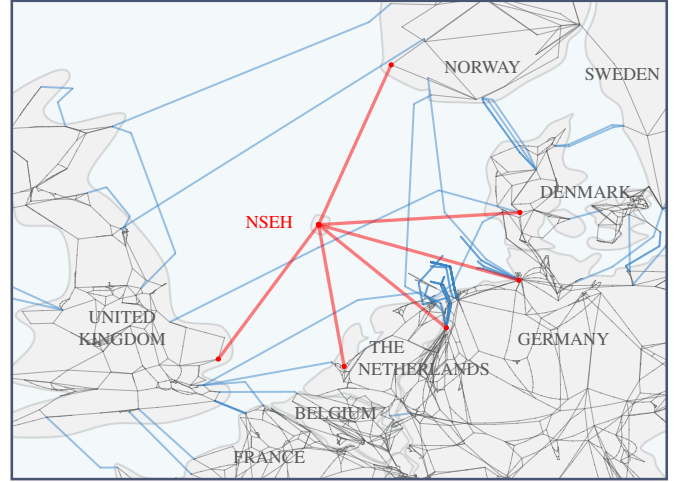 NORWAY
SWEDEN
DENMARK
NSEH
UNITED
KINGDOM
GERMANY
THE
NETHERLANDS
BELGIUM
FRANCE